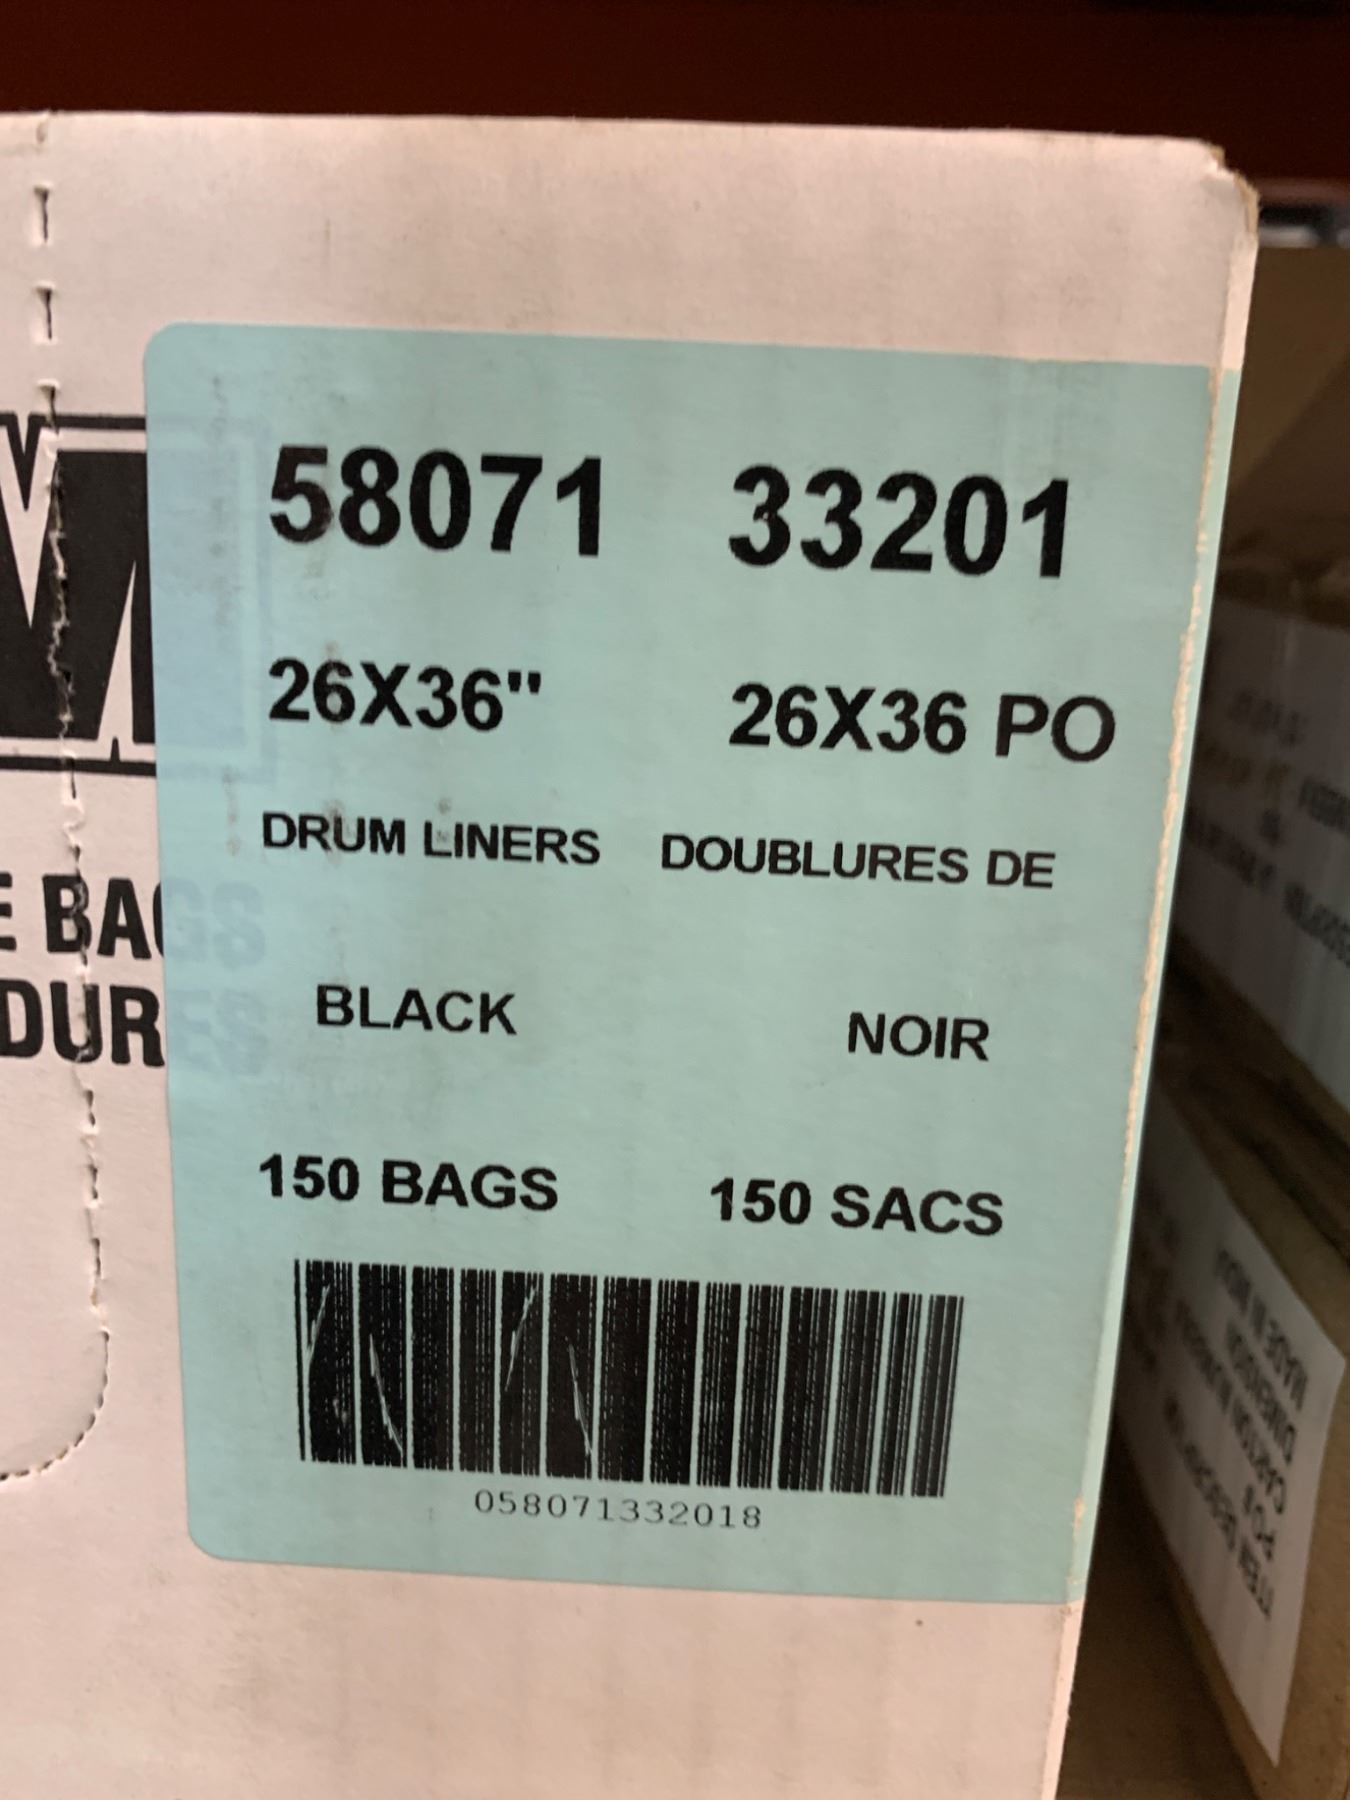 58071 33201
26X36" 26X36 PO
DRUM LINERS DOUBLURES DE
BLACK NOIR
150 BAGS 150 SACS
058071332018
E BAGS
DURES